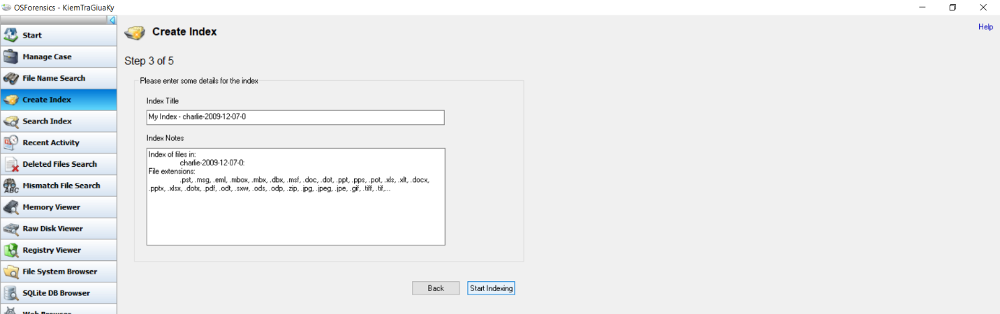 OSForensics - KiemTraGiuaKy
Start
Manage Case
File Name Search
Create Index
Search Index
Recent Activity
Deleted Files Search
ABC
Mismatch File Search
Memory Viewer
Raw Disk Viewer
Registry Viewer
File System Browser
SQLite DB Browser
Web Browser
Create Index
Help
Step 3 of 5
Please enter some details for the index
Index Title
My Index - charlie-2009-12-07-0
Index Notes
Index of files in:
charlie-2009-12-07-0:
File extensions:
.pst, .msg, .eml, .mbox, .mbx, .dbx, .msf, .doc, .dot, .ppt, .pps, .pot, .xls, .xlt, .docx,
.pptx, .xlsx, .dotx, .pdf, .odt, .sxw, .ods, .odp, .zip, .jpg, .jpeg, .jpe, .gif, .tiff, .tif,...
Back
Start Indexing